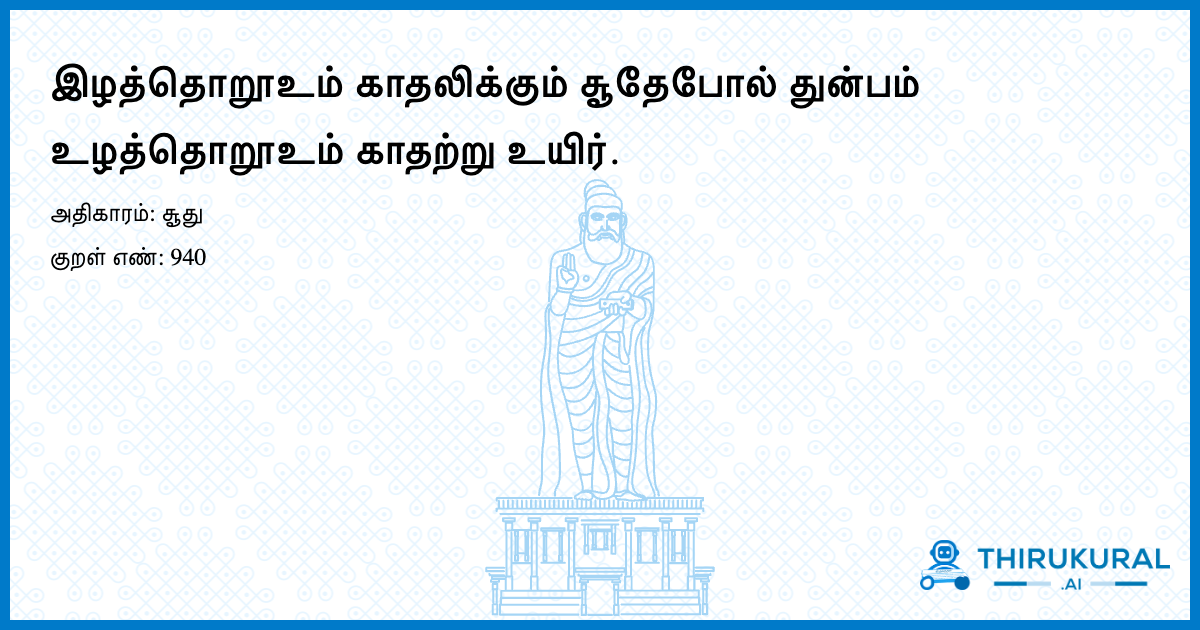 இழத்தொறூஉம் காதலிக்கும் சூதேபோல் துன்பம்
உழத்தொறூஉம் காதற்று உயிர்.
அதிகாரம்: சூது
குறள் எண்: 940
THIRUKURAL
.AI